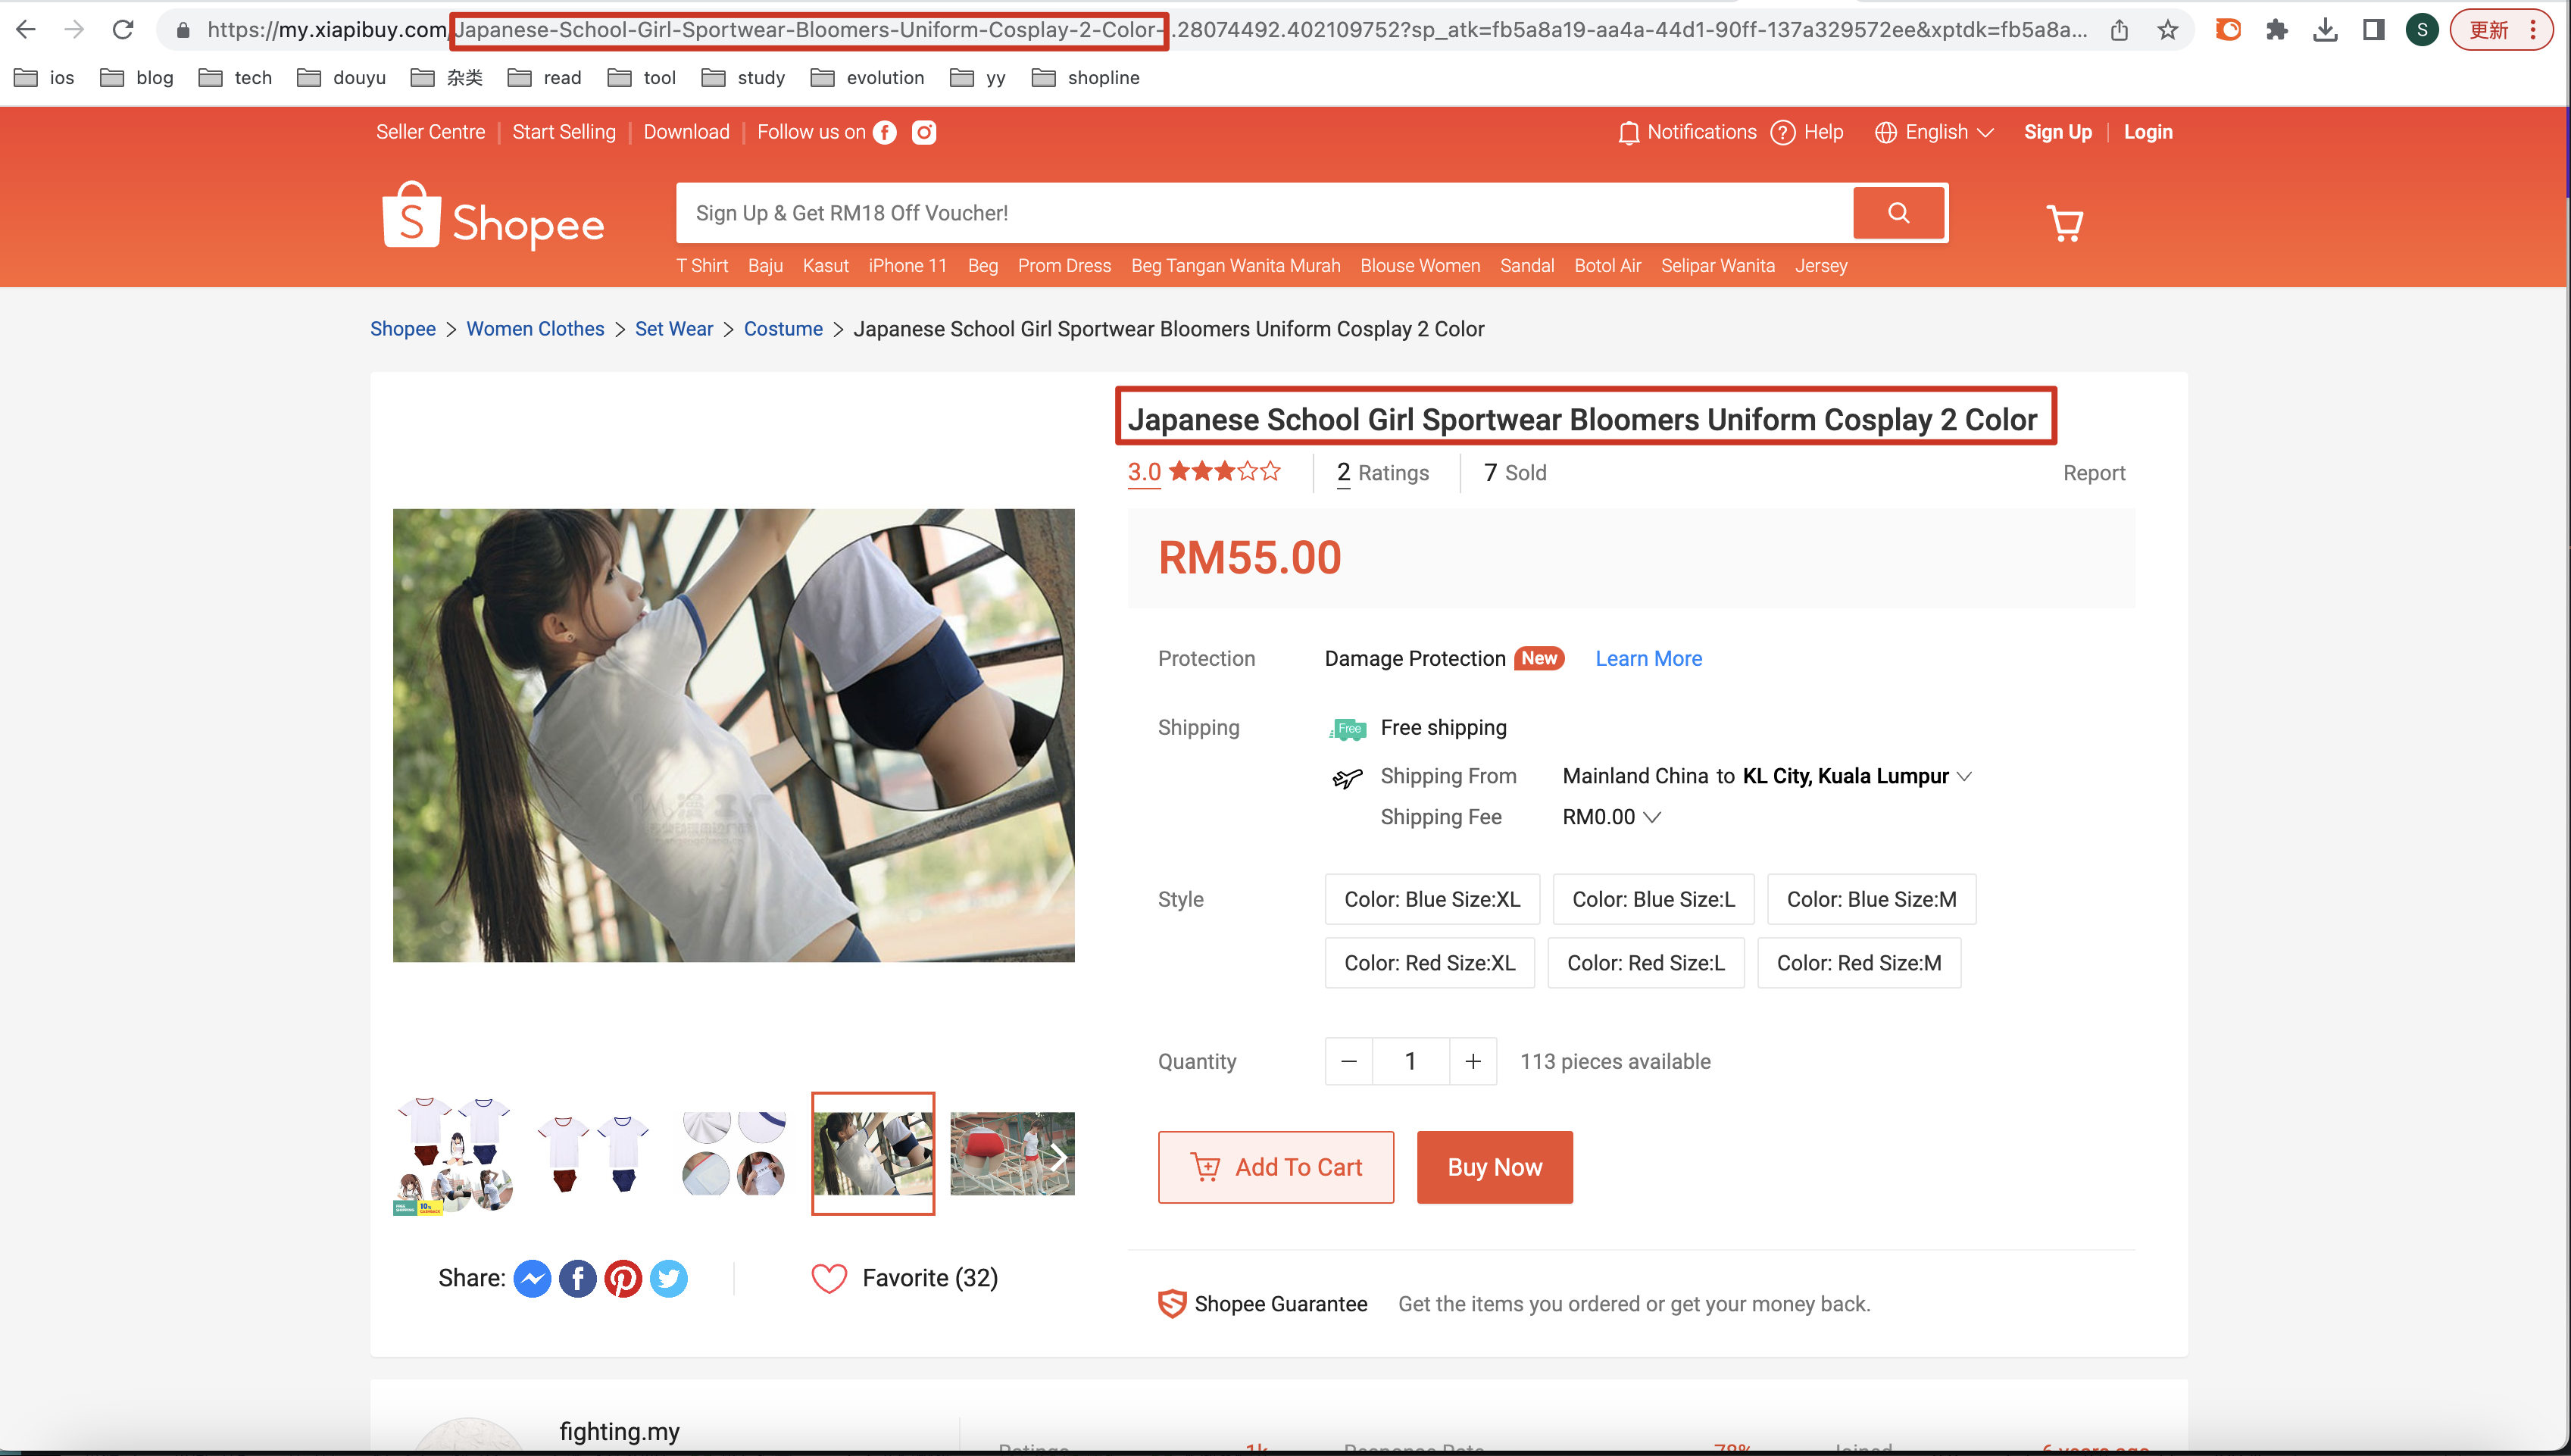 https://my.xiapibuy.com/Japanese-School-Girl-Sportwear-Bloomers-Uniform-Cosplay-2-Color-i.28074492.402109752?sp_atk=fb5a8a19-aa4a-44d1-90ff-137a329572ee&xptdk=fb5a8a...
S
更新
ios blog tech douyu 杂类 read tool study evolution yy shopline
Seller Centre Start Selling Download Follow us on
Notifications Help English Sign Up Login
Shopee
Sign Up & Get RM18 Off Voucher!
T Shirt Baju Kasut iPhone 11 Beg Prom Dress Beg Tangan Wanita Murah Blouse Women Sandal Botol Air Selipar Wanita Jersey
Shopee > Women Clothes > Set Wear > Costume > Japanese School Girl Sportwear Bloomers Uniform Cosplay 2 Color
Japanese School Girl Sportwear Bloomers Uniform Cosplay 2 Color
3.0 2 Ratings 7 Sold Report
RM55.00
Protection Damage Protection New Learn More
Shipping Free Free shipping
Shipping From Mainland China to KL City, Kuala Lumpur
Shipping Fee RM0.00
Style Color: Blue Size:XL Color: Blue Size:L Color: Blue Size:M
Color: Red Size:XL Color: Red Size:L Color: Red Size:M
Quantity 1 113 pieces available
Add To Cart Buy Now
Share: Favorite (32)
Shopee Guarantee Get the items you ordered or get your money back.
fighting.my
Ratings 1k Response Rate 78% Joined 6 years ago